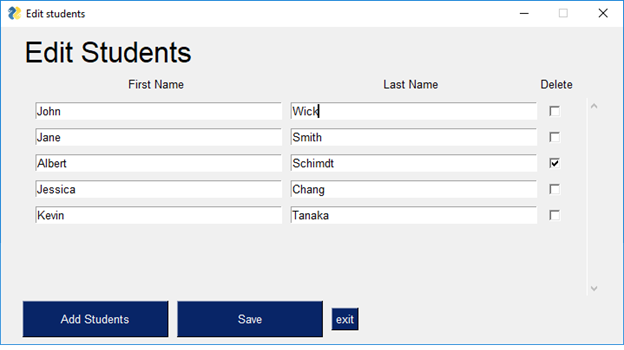 Edit students
Edit Students
First Name Last Name Delete
John Wick
Jane Smith
Albert Schimdt
Jessica Chang
Kevin Tanaka
Add Students Save exit